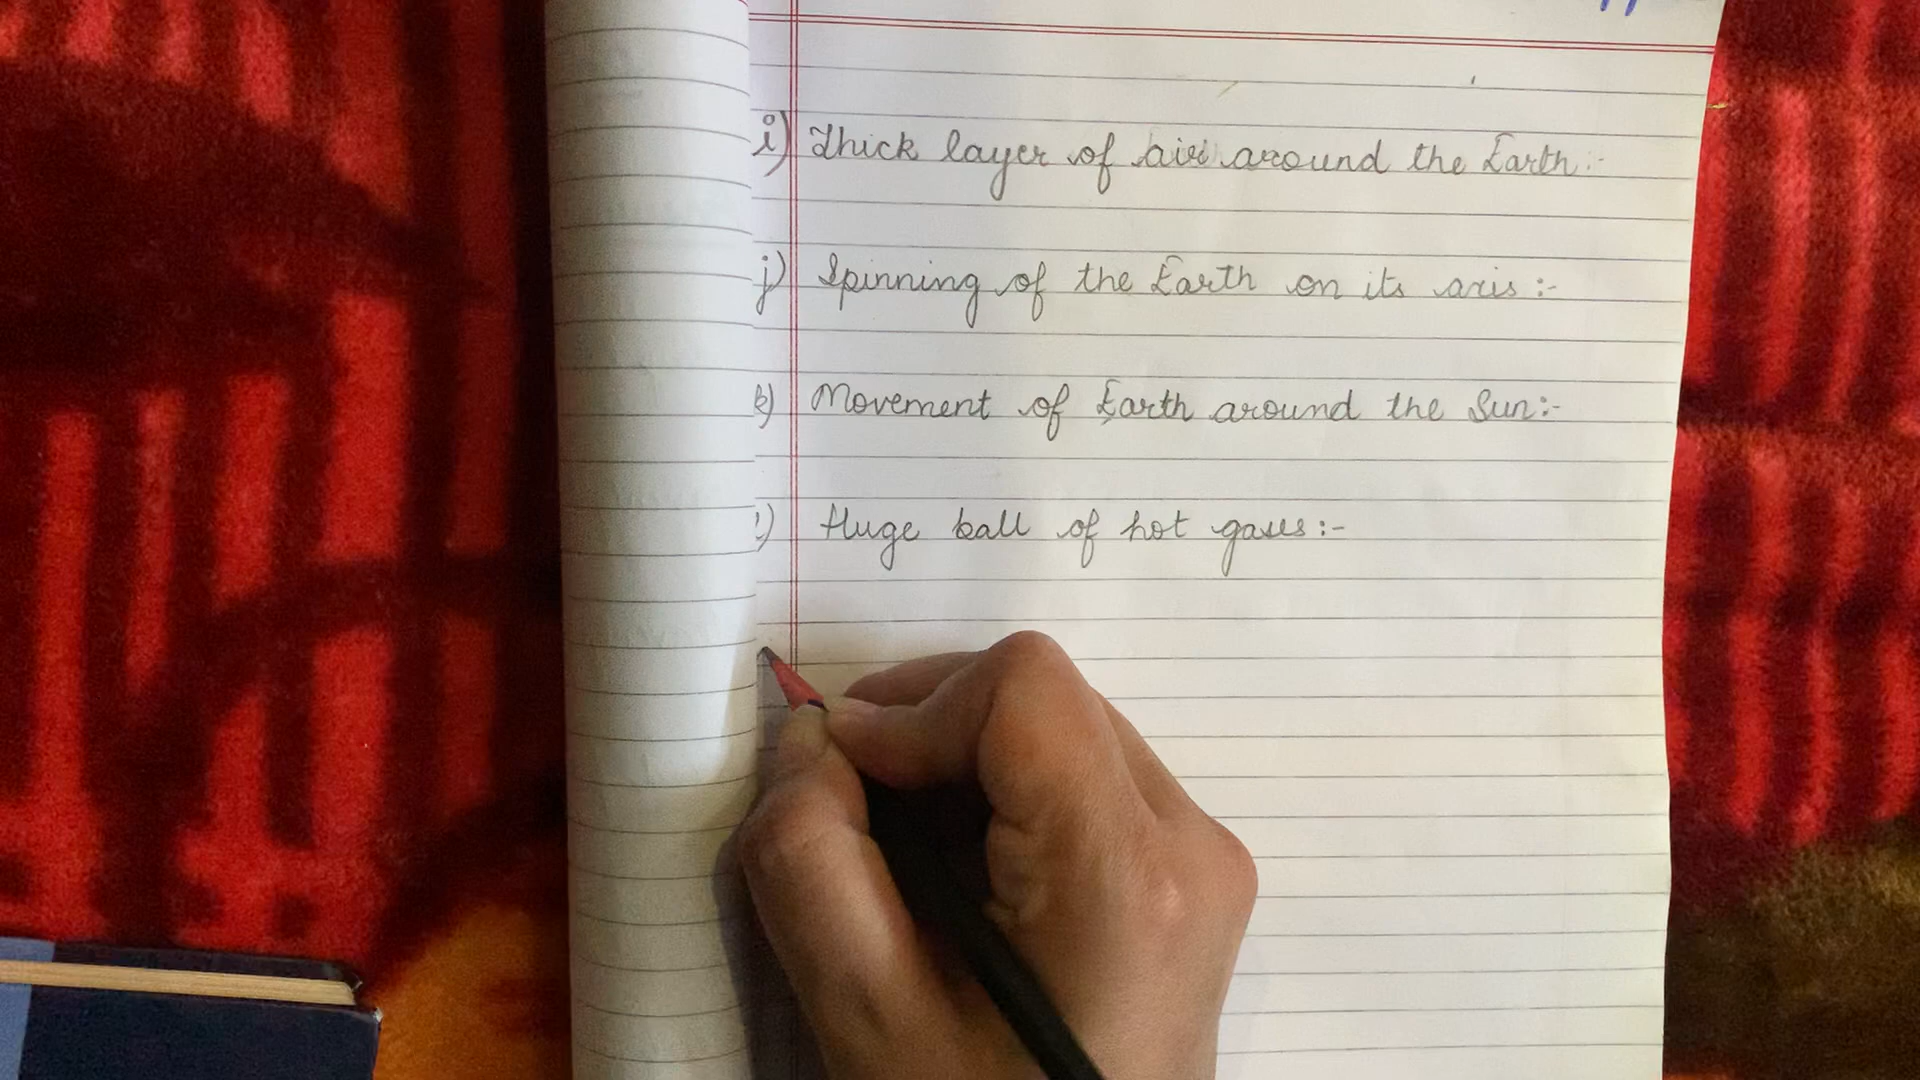 i) Thick layer of air around the Earth:-
j) Spinning of the Earth on its axis:-
k) Movement of Earth around the Sun:-
l) Huge ball of hot gases:-